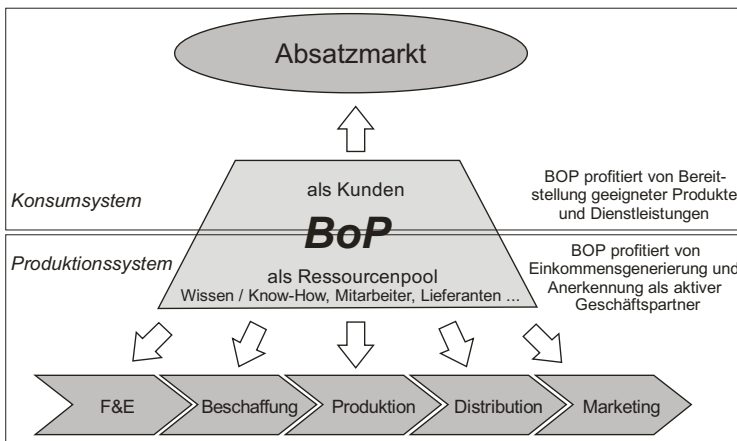 Absatzmarkt
als Kunden
Konsumsystem
BOP profitiert von Bereit-
stellung geeigneter Produkte
und Dienstleistungen
BoP
Produktionssystem
als Ressourcenpool
Wissen / Know-How, Mitarbeiter, Lieferanten ...
BOP profitiert von
Einkommensgenerierung und
Anerkennung als aktiver
Geschäftspartner
F&E
Beschaffung
Produktion
Distribution
Marketing